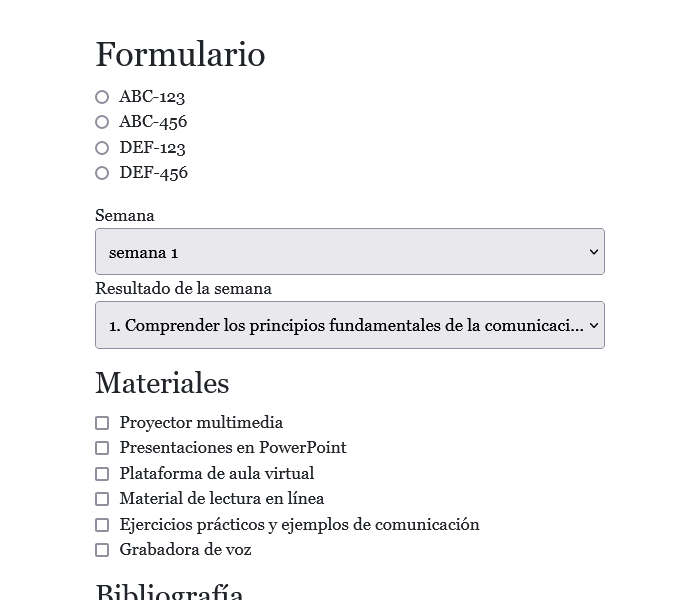 Formulario
ABC-123
ABC-456
DEF-123
DEF-456
Semana
semana 1
Resultado de la semana
1. Comprender los principios fundamentales de la comunicaci...
Materiales
Proyector multimedia
Presentaciones en PowerPoint
Plataforma de aula virtual
Material de lectura en línea
Ejercicios prácticos y ejemplos de comunicación
Grabadora de voz
Bibliografía